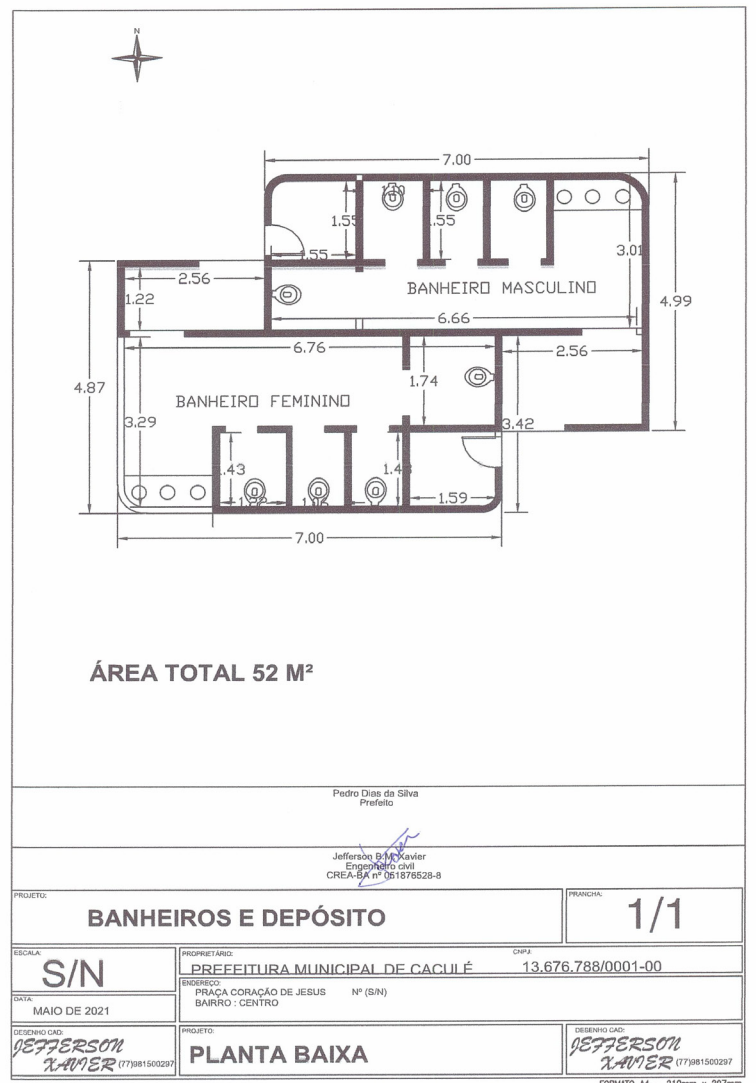 N
7.00
1.55
1.55
1.55
3.01
2.56
1.22
BANHEIRO MASCULINO
4.99
6.66
6.76
2.56
4.87
1.74
BANHEIRO FEMININO
3.29
3.42
1.43
1.43
1.59
7.00
ÁREA TOTAL 52 M²
Pedro Dias da Silva
Prefeito
Jefferson B.M. Xavier
Engenheiro civil
CREA-BA nº 051876528-8
PROJETO:
BANHEIROS E DEPÓSITO
PRANCHA:
1/1
ESCALA:
S/N
PROPRIETÁRIO:
PREFEITURA MUNICIPAL DE CACULÉ
CNPJ:
13.676.788/0001-00
ENDEREÇO:
PRAÇA CORAÇÃO DE JESUS Nº (S/N)
BAIRRO : CENTRO
DATA:
MAIO DE 2021
DESENHO CAD:
JEFFERSON
XAVIER (77)981500297
PROJETO:
PLANTA BAIXA
DESENHO CAD:
JEFFERSON
XAVIER (77)981500297